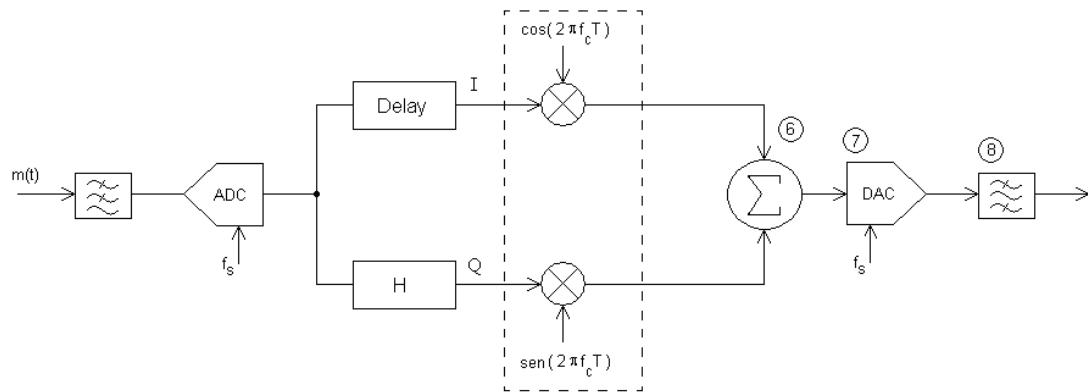 cos(2πf_cT)
I
Delay
⑥
⑦
⑧
m(t)
ADC
Σ
DAC
f_s
f_s
Q
H
sen(2πf_cT)